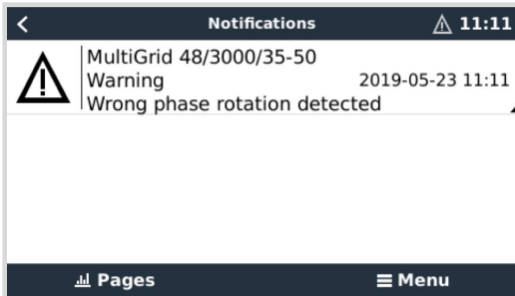 Notifications 11:11
MultiGrid 48/3000/35-50
Warning 2019-05-23 11:11
Wrong phase rotation detected
Pages Menu